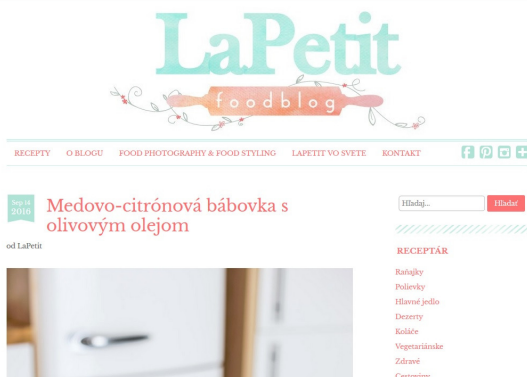 LaPetit
foodblog
RECEPTY O BLOGU FOOD PHOTOGRAPHY & FOOD STYLING LAPETIT VO SVETE KONTAKT
Sep 14
2016
Medovo-citrónová bábovka s
olivovým olejom
od LaPetit
Hľadaj...
Hľadať
RECEPTÁR
Raňajky
Polievky
Hlavné jedlo
Dezerty
Koláče
Vegetariánske
Zdravé
Cestoviny